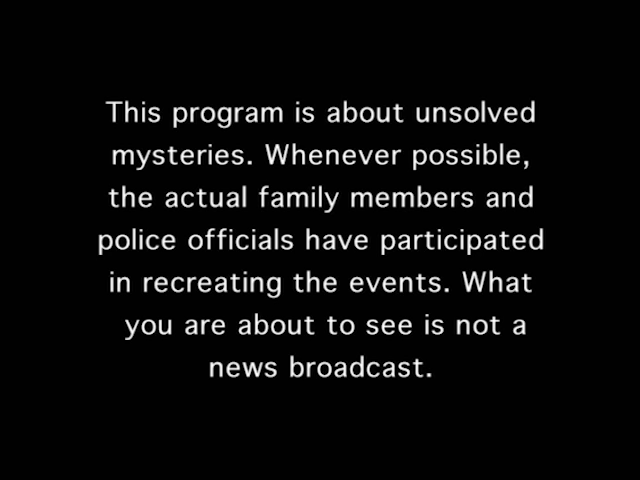 This program is about unsolved
mysteries. Whenever possible,
the actual family members and
police officials have participated
in recreating the events. What
you are about to see is not a
news broadcast.